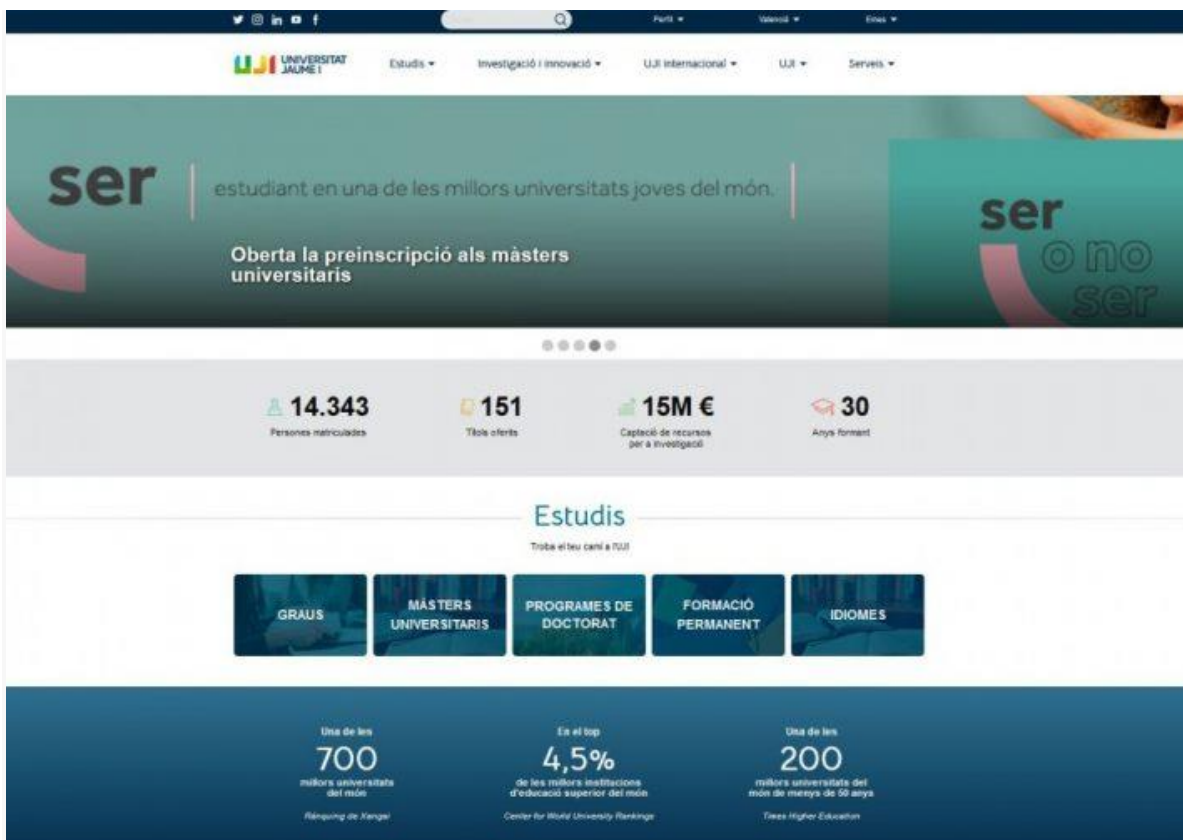 Perfil
Valencià
Eines
UNIVERSITAT
JAUME I
Estudis
Investigació i innovació
UJI internacional
UJI
Serveis
ser
estudiant en una de les millors universitats joves del món.
Oberta la preinscripció als màsters
universitaris
ser
o no
ser
14.343
Persones matriculades
151
Títols oferits
15M €
Captació de recursos
per a investigació
30
Anys formant
Estudis
Troba el teu camí a l'UJI
GRAUS
MÀSTERS
UNIVERSITARIS
PROGRAMES DE
DOCTORAT
FORMACIÓ
PERMANENT
IDIOMES
Una de les
700
millors universitats
del món
Rànquing de Xangai
En el top
4,5%
de les millors institucions
d'educació superior del món
Center for World University Rankings
Una de les
200
millors universitats del
món de menys de 50 anys
Times Higher Education